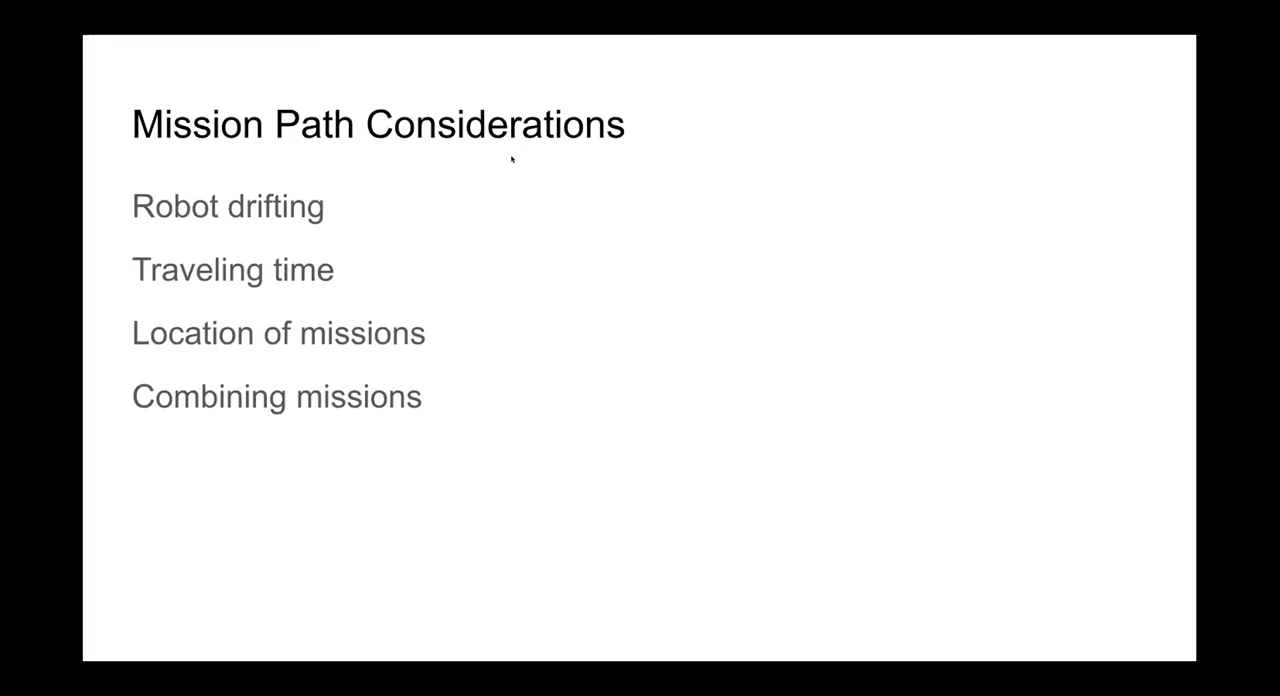 Mission Path Considerations
Robot drifting
Traveling time
Location of missions
Combining missions